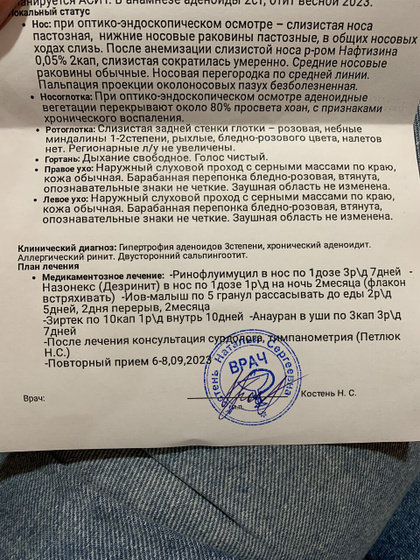 планируется АСИТ. В анамнезе аденоиды 2ст, отит весной 2023.
Локальный статус
• Нос: при оптико-эндоскопическом осмотре – слизистая носа
пастозная, нижние носовые раковины пастозные, в общих носовых
ходах слизь. После анемизации слизистой носа р-ром Нафтизина
0,05% 2кап, слизистая сократилась умеренно. Средние носовые
раковины обычные. Носовая перегородка по средней линии.
Пальпация проекции околоносовых пазух безболезненная.
• Носоглотка: При оптико-эндоскопическом осмотре аденоидные
вегетации перекрывают около 80% просвета хоан, с признаками
хронического воспаления.
• Ротоглотка: Слизистая задней стенки глотки – розовая, небные
миндалины 1-2степени, рыхлые, бледно-розового цвета, налетов
нет. Регионарные л/у не увеличены.
• Гортань: Дыхание свободное. Голос чистый.
• Правое ухо: Наружный слуховой проход с серными массами по краю,
кожа обычная. Барабанная перепонка бледно-розовая, втянута,
опознавательные знаки не четкие. Заушная область не изменена.
• Левое ухо: Наружный слуховой проход с серными массами по краю,
кожа обычная. Барабанная перепонка бледно-розовая, втянута,
опознавательные знаки не четкие. Заушная область не изменена.
Клинический диагноз: Гипертрофия аденоидов 3степени, хронический аденоидит.
Аллергический ринит. Двусторонний сальпингоотит.
План лечения
• Медикаментозное лечение: -Ринофлуимуцил в нос по 1дозе 3р\д 7дней -
Назонекс (Дезринит) в нос по 1дозе 1р\д на ночь 2месяца (флакон
встряхивать) -Иов-малыш по 5 гранул рассасывать до еды 2р\д
5дней, 2дня перерыв, 2месяца
-Зиртек по 10кап 1р\д внутрь 10дней -Анауран в уши по 3кап 3р\д
7дней
-После лечения консультация сурдолога, тимпанометрия (Петлюк
Н.С.)
-Повторный прием 6-8,09,2023
Врач: Костень Н. С.
Костень Наталия Сергеевна
ВРАЧ